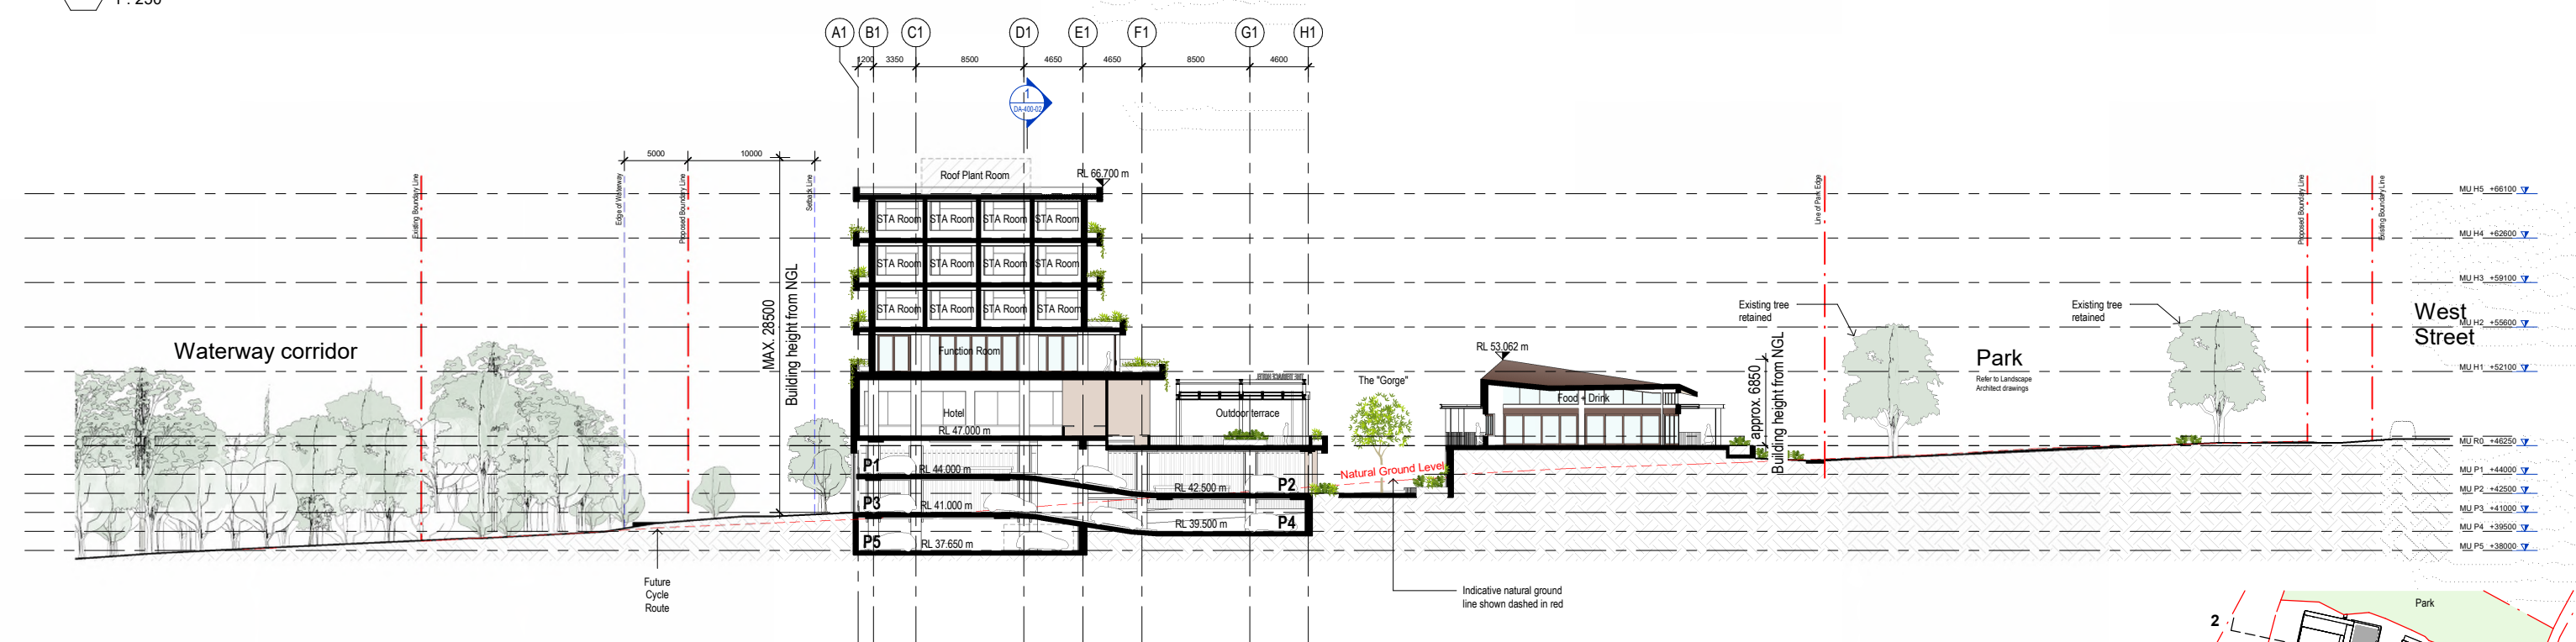 1 : 250
A1 B1 C1 D1 E1 F1 G1 H1
1200 3350 8500 4650 4650 8500 4600
1
DA-400-02
5000 10000
Roof Plant Room
RL 66.700 m
Existing Boundary Line
Edge of Waterway
Proposed Boundary Line
Setback Line
Line of Park Edge
Proposed Boundary Line
Existing Boundary Line
MU H5 +66100
STA Room STA Room STA Room STA Room
MU H4 +62600
STA Room STA Room STA Room STA Room
MU H3 +59100
STA Room STA Room STA Room STA Room
MAX. 28500
Building height from NGL
Existing tree
retained
Existing tree
retained
West
Street
MU H2 +55600
Waterway corridor
Function Room
RL 53.062 m
Park
Refer to Landscape
Architect drawings
MU H1 +52100
THE TERRACE HOTEL
The "Gorge"
Food + Drink
approx. 6850
Building height from NGL
Hotel
Outdoor terrace
RL 47.000 m
MU R0 +46250
P1
RL 44.000 m
Natural Ground Level
MU P1 +44000
RL 42.500 m
P2
MU P2 +42500
P3
RL 41.000 m
MU P3 +41000
RL 39.500 m
P4
MU P4 +39500
P5
RL 37.650 m
MU P5 +38000
Future
Cycle
Route
Indicative natural ground
line shown dashed in red
Park
2